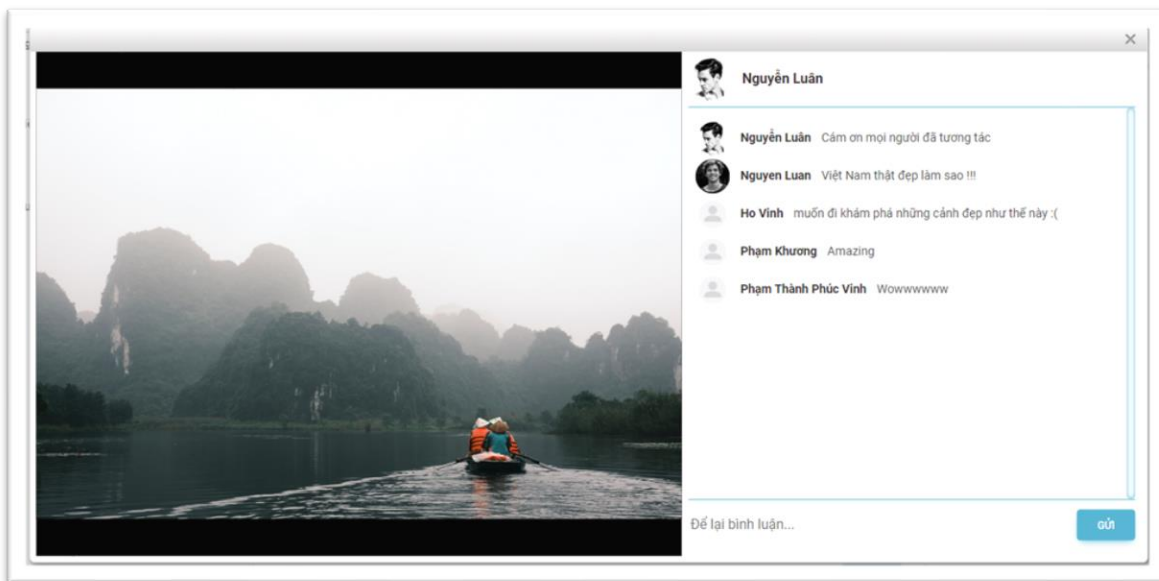 Nguyễn Luân
Nguyễn Luân Cám ơn mọi người đã tương tác
Nguyen Luan Việt Nam thật đẹp làm sao !!!
Ho Vinh muốn đi khám phá những cảnh đẹp như thế này :(
Phạm Khương Amazing
Phạm Thành Phúc Vinh Wowwwwww
Để lại bình luận...
GỬI